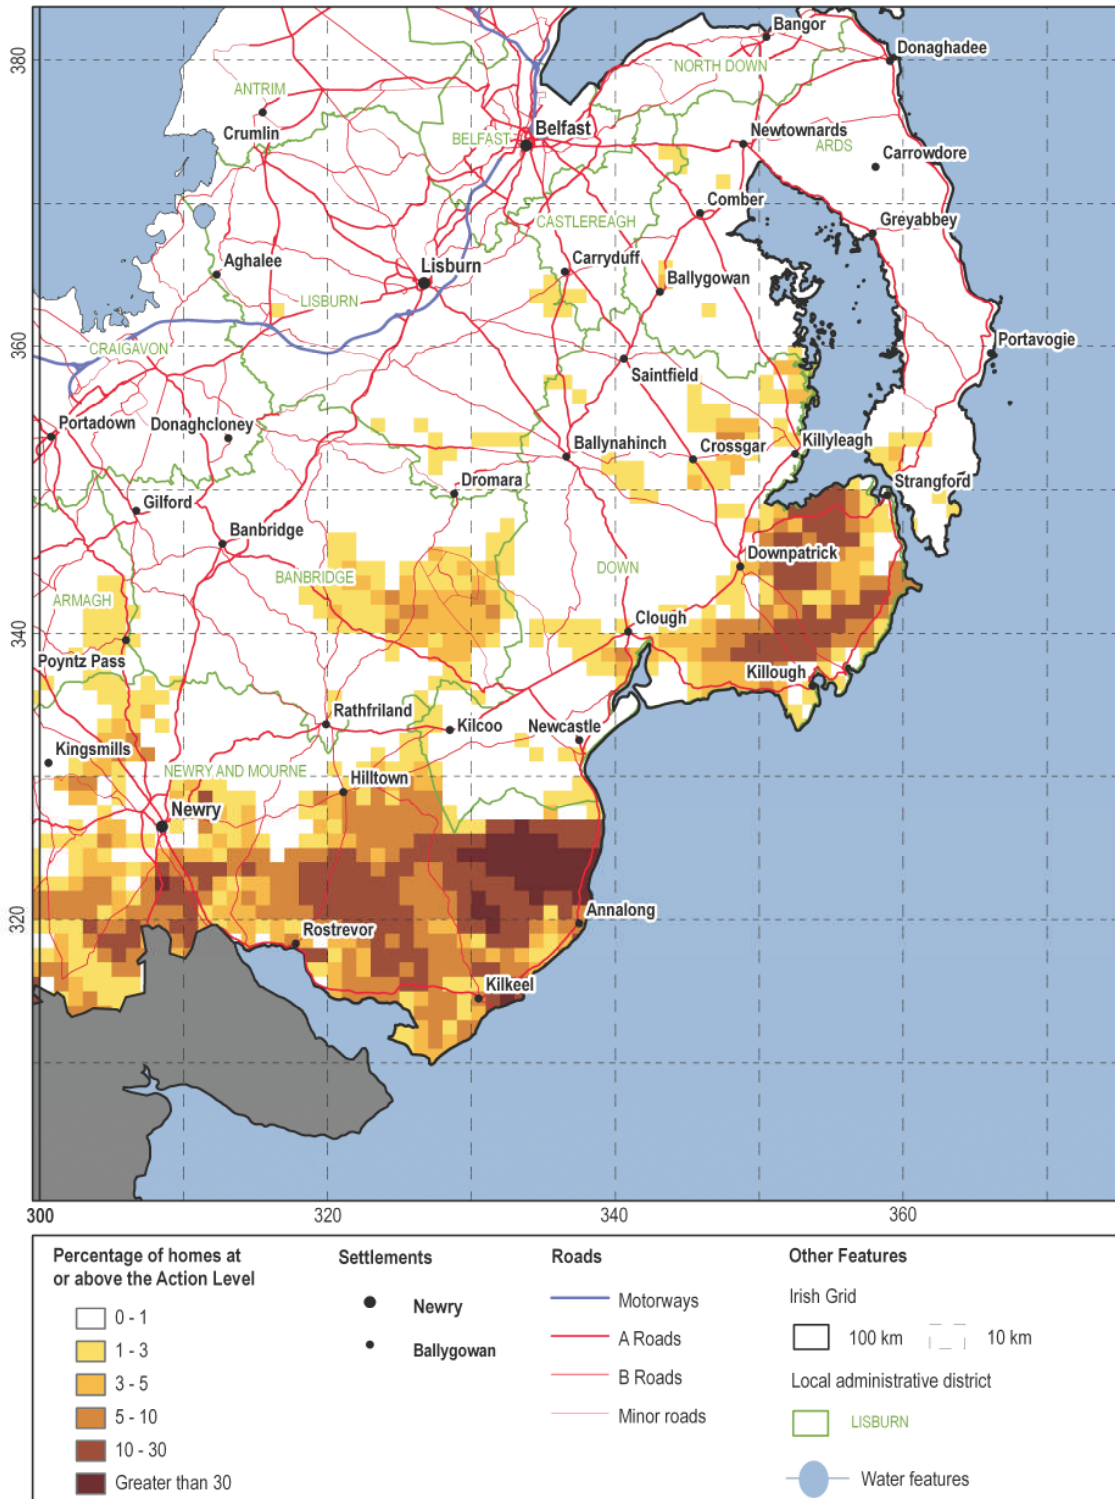 Bangor
Donaghadee
380
NORTH DOWN
ANTRIM
Crumlin
Belfast
BELFAST
Newtownards
ARDS
Carrowdore
Comber
Greyabbey
CASTLEREAGH
Carryduff
Aghalee
Lisburn
Ballygowan
LISBURN
360
CRAIGAVON
Portavogie
Saintfield
Portadown
Donaghcloney
Ballynahinch
Crossgar
Killyleagh
Dromara
Strangford
Gilford
Banbridge
Downpatrick
BANBRIDGE
DOWN
ARMAGH
Clough
340
Poyntz Pass
Killough
Rathfriland
Kilcoo
Newcastle
Kingsmills
NEWRY AND MOURNE
Hilltown
Newry
Annalong
320
Rostrevor
Kilkeel
300
320
340
360
Percentage of homes at
or above the Action Level
0 - 1
1 - 3
3 - 5
5 - 10
10 - 30
Greater than 30
Settlements
Newry
Ballygowan
Roads
Motorways
A Roads
B Roads
Minor roads
Other Features
Irish Grid
100 km
10 km
Local administrative district
LISBURN
Water features